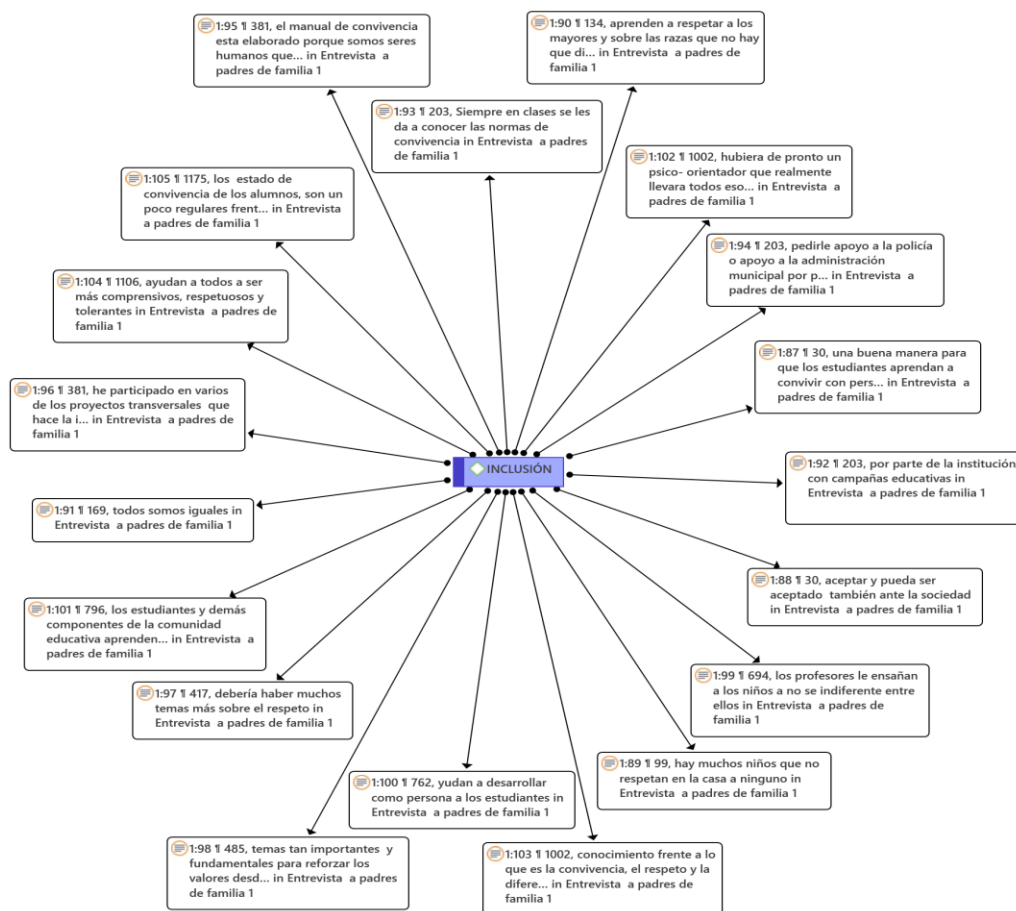 1:95 ¶ 381, el manual de convivencia
esta elaborado porque somos seres
humanos que... in Entrevista a
padres de familia 1
1:90 ¶ 134, aprenden a respetar a los
mayores y sobre las razas que no hay
que di... in Entrevista a padres de
familia 1
1:93 ¶ 203, Siempre en clases se les
da a conocer las normas de
convivencia in Entrevista a padres de
familia 1
1:102 ¶ 1002, hubiera de pronto un
psico- orientador que realmente
llevara todos eso... in Entrevista a
padres de familia 1
1:105 ¶ 1175, los estado de
convivencia de los alumnos, son un
poco regulares frent... in Entrevista
a padres de familia 1
1:94 ¶ 203, pedirle apoyo a la policía
o apoyo a la administración
municipal por p... in Entrevista a
padres de familia 1
1:104 ¶ 1106, ayudan a todos a ser
más comprensivos, respetuosos y
tolerantes in Entrevista a padres de
familia 1
1:87 ¶ 30, una buena manera para
que los estudiantes aprendan a
convivir con pers... in Entrevista a
padres de familia 1
1:96 ¶ 381, he participado en varios
de los proyectos transversales que
hace la i... in Entrevista a padres de
familia 1
INCLUSIÓN
1:92 ¶ 203, por parte de la institución
con campañas educativas in
Entrevista a padres de familia 1
1:91 ¶ 169, todos somos iguales in
Entrevista a padres de familia 1
1:88 ¶ 30, aceptar y pueda ser
aceptado también ante la sociedad
in Entrevista a padres de familia 1
1:101 ¶ 796, los estudiantes y demás
componentes de la comunidad
educativa aprenden... in Entrevista a
padres de familia 1
1:99 ¶ 694, los profesores le ensañan
a los niños a no se indiferente entre
ellos in Entrevista a padres de
familia 1
1:97 ¶ 417, debería haber muchos
temas más sobre el respeto in
Entrevista a padres de familia 1
1:89 ¶ 99, hay muchos niños que no
respetan en la casa a ninguno in
Entrevista a padres de familia 1
1:100 ¶ 762, yudan a desarrollar
como persona a los estudiantes in
Entrevista a padres de familia 1
1:98 ¶ 485, temas tan importantes y
fundamentales para reforzar los
valores desd... in Entrevista a padres
de familia 1
1:103 ¶ 1002, conocimiento frente a lo
que es la convivencia, el respeto y la
difere... in Entrevista a padres de
familia 1